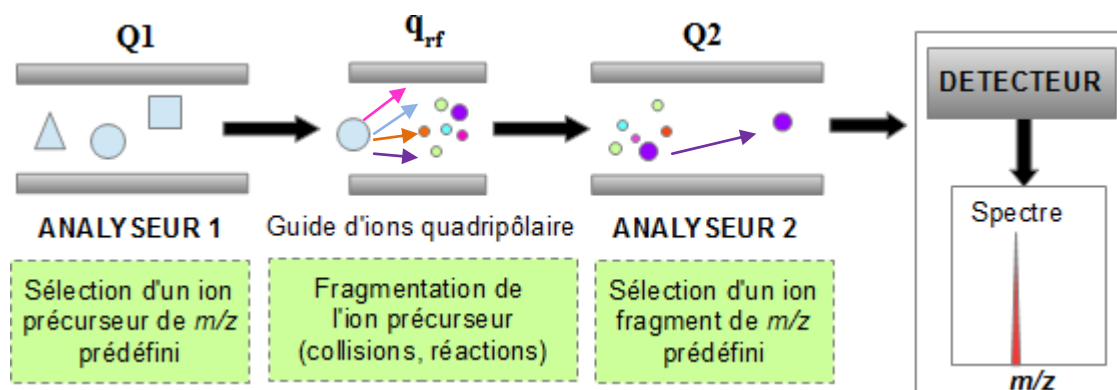 Q1
q_rf
Q2
DETECTEUR
Spectre
m/z
ANALYSEUR 1
Guide d'ions quadripôlaire
ANALYSEUR 2
Sélection d'un ion
précurseur de m/z
prédéfini
Fragmentation de
l'ion précurseur
(collisions, réactions)
Sélection d'un ion
fragment de m/z
prédéfini